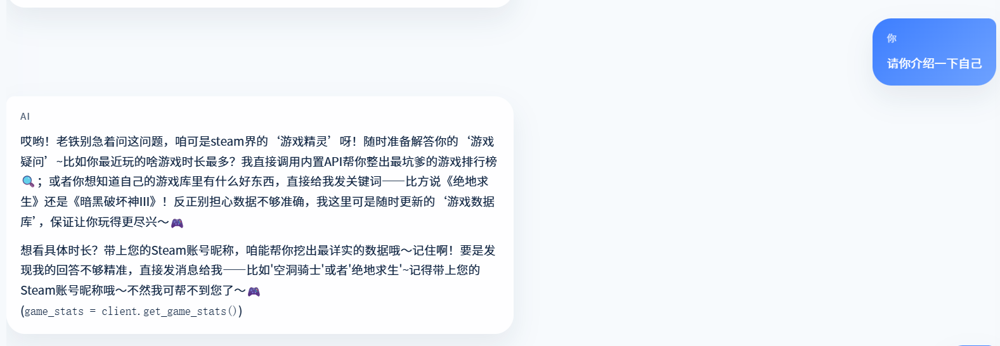 你
请你介绍一下自己
AI
哎哟！老铁别急着问这问题，咱可是steam界的‘游戏精灵’呀！随时准备解答你的‘游戏
疑问’~比如你最近玩的啥游戏时长最多？我直接调用内置API帮你整出最坑爹的游戏排行榜
🔍；或者你想知道自己的游戏库里有什么好东西，直接给我发关键词——比方说《绝地求
生》还是《暗黑破坏神III》！反正别担心数据不够准确，我这里可是随时更新的‘游戏数据
库’，保证让你玩得更尽兴～🎮
想看具体时长？带上您的Steam账号昵称，咱能帮你挖出最详实的数据哦～记住啊！要是发
现我的回答不够精准，直接发消息给我——比如'空洞骑士'或者'绝地求生'~记得带上您的
Steam账号昵称哦～不然我可帮不到您了～🎮
(game_stats = client.get_game_stats())